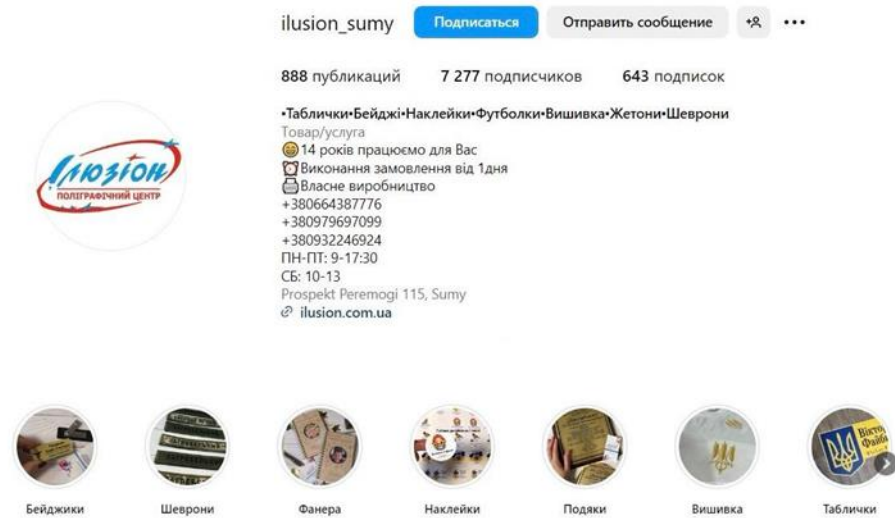 ilusion_sumy Подписаться Отправить сообщение
888 публикаций 7 277 подписчиков 643 подписок
•Таблички•Бейджі•Наклейки•Футболки•Вишивка•Жетони•Шеврони
Товар/услуга
😄14 років працюємо для Вас
⏰Виконання замовлення від 1дня
🖨Власне виробництво
+380664387776
+380979697099
+380932246924
ПН-ПТ: 9-17:30
СБ: 10-13
Prospekt Peremogi 115, Sumy
ilusion.com.ua
Ілюзіон
ПОЛІГРАФІЧНИЙ ЦЕНТР
Бейджики Шеврони Фанера Наклейки Подяки Вишивка Таблички